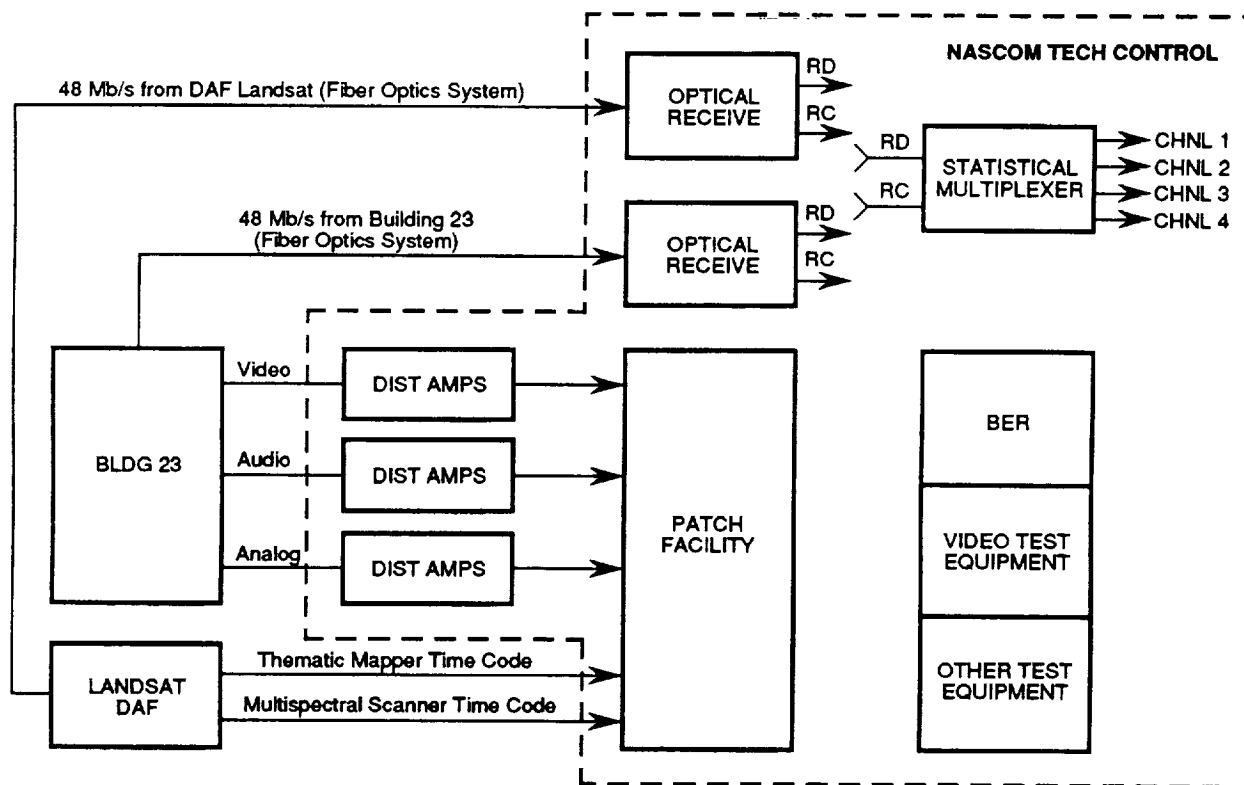 NASCOM TECH CONTROL
48 Mb/s from DAF Landsat (Fiber Optics System)
OPTICAL
RECEIVE
RD
RC
RD
RC
STATISTICAL
MULTIPLEXER
CHNL 1
CHNL 2
CHNL 3
CHNL 4
48 Mb/s from Building 23
(Fiber Optics System)
OPTICAL
RECEIVE
RD
RC
BLDG 23
Video
DIST AMPS
Audio
DIST AMPS
Analog
DIST AMPS
PATCH
FACILITY
BER
VIDEO TEST
EQUIPMENT
OTHER TEST
EQUIPMENT
LANDSAT
DAF
Thematic Mapper Time Code
Multispectral Scanner Time Code